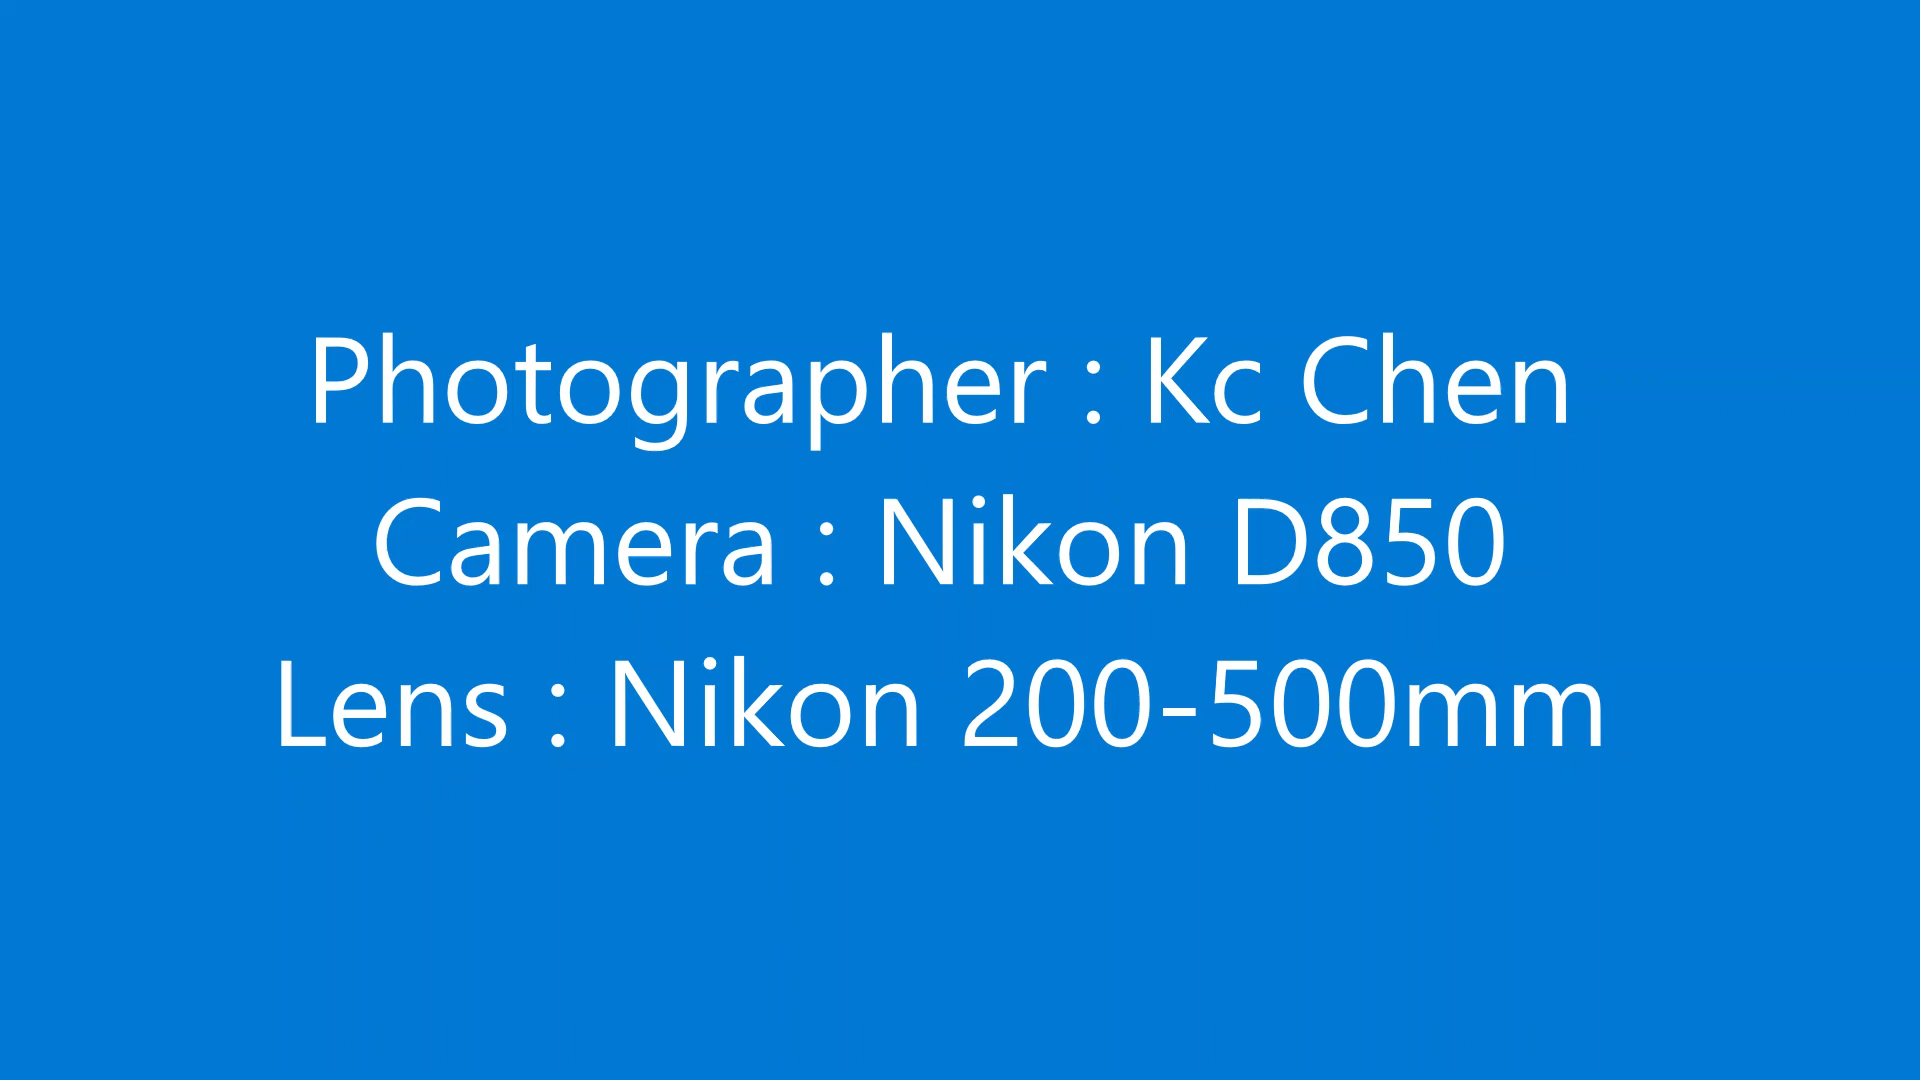 Photographer : Kc Chen
Camera : Nikon D850
Lens : Nikon 200-500mm